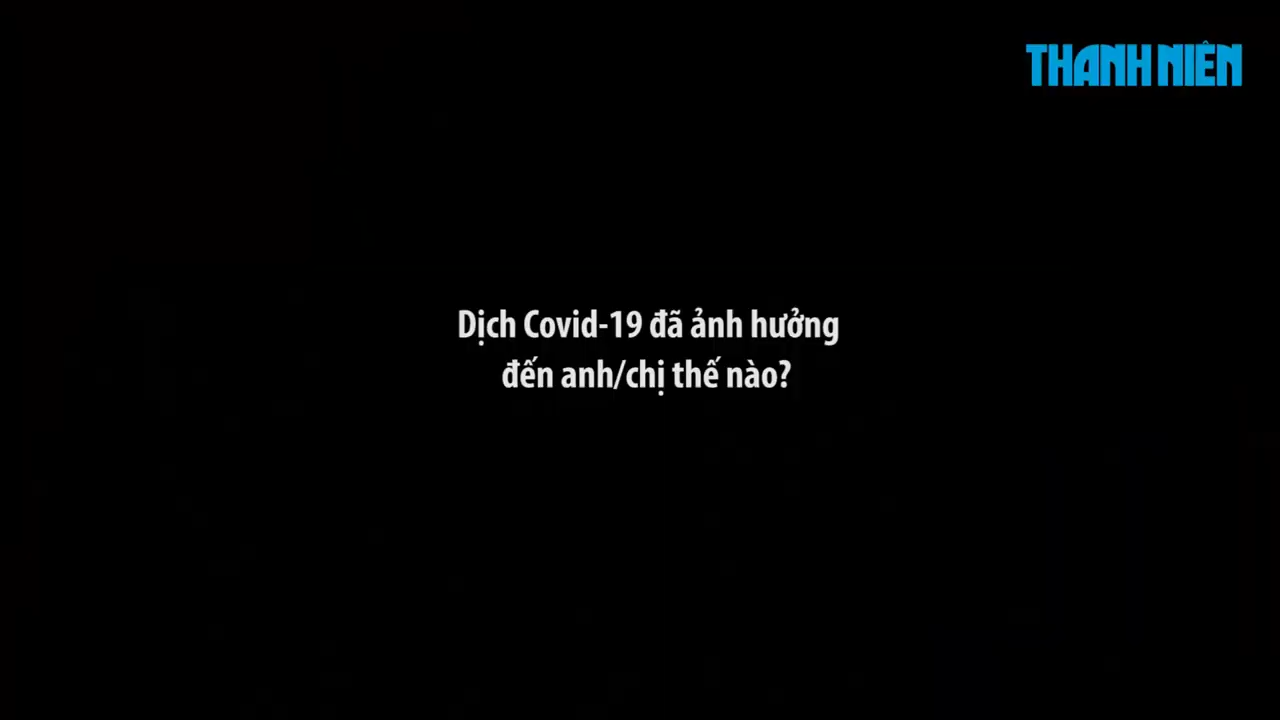 THANH NIÊN
Dịch Covid-19 đã ảnh hưởng
đến anh/chị thế nào?